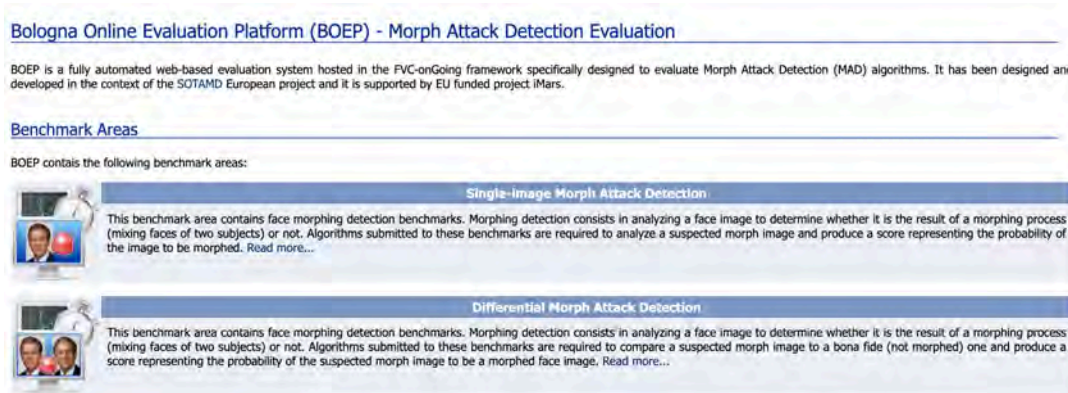 Bologna Online Evaluation Platform (BOEP) - Morph Attack Detection Evaluation
BOEP is a fully automated web-based evaluation system hosted in the FVC-onGoing framework specifically designed to evaluate Morph Attack Detection (MAD) algorithms. It has been designed and
developed in the context of the SOTAMD European project and it is supported by EU funded project iMars.
Benchmark Areas
BOEP contais the following benchmark areas:
Single-image Morph Attack Detection
This benchmark area contains face morphing detection benchmarks. Morphing detection consists in analyzing a face image to determine whether it is the result of a morphing process
(mixing faces of two subjects) or not. Algorithms submitted to these benchmarks are required to analyze a suspected morph image and produce a score representing the probability of
the image to be morphed. Read more...
Differential Morph Attack Detection
This benchmark area contains face morphing detection benchmarks. Morphing detection consists in analyzing a face image to determine whether it is the result of a morphing process
(mixing faces of two subjects) or not. Algorithms submitted to these benchmarks are required to compare a suspected morph image to a bona fide (not morphed) one and produce a
score representing the probability of the suspected morph image to be a morphed face image. Read more...